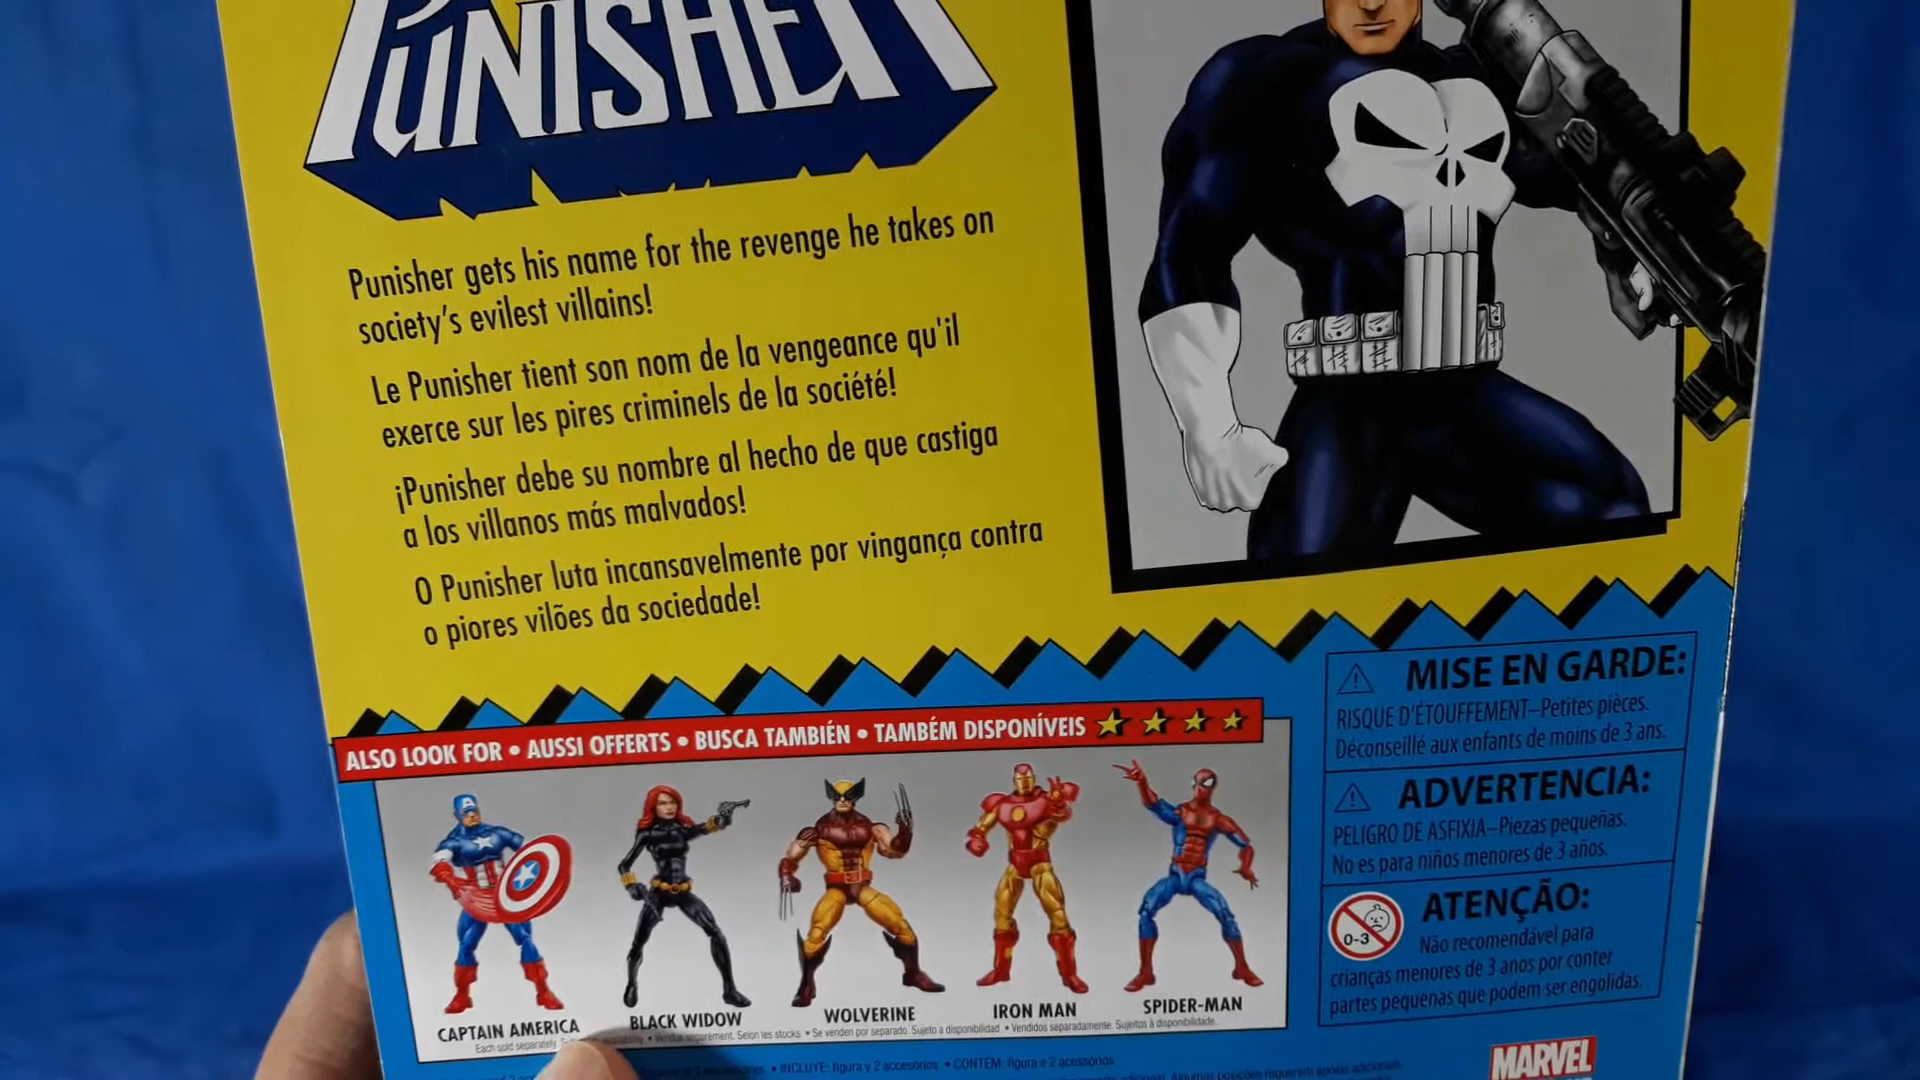 PUNISHER
Punisher gets his name for the revenge he takes on
society's evilest villains!
Le Punisher tient son nom de la vengeance qu'il
exerce sur les pires criminels de la société!
¡Punisher debe su nombre al hecho de que castiga
a los villanos más malvados!
O Punisher luta incansavelmente por vingança contra
o piores vilões da sociedade!
ALSO LOOK FOR • AUSSI OFFERTS • BUSCA TAMBIÉN • TAMBÉM DISPONÍVEIS
CAPTAIN AMERICA
BLACK WIDOW
WOLVERINE
IRON MAN
SPIDER-MAN
Each sold separately. Selon les stocks. • Se venden por separado. Sujeto a disponibilidad. • Vendidos separadamente. Sujeitos à disponibilidade.
• INCLUYE: figura y 2 accesorios. • CONTÉM: figura e 2 acessórios
MISE EN GARDE:
RISQUE D'ÉTOUFFEMENT–Petites pièces.
Déconseillé aux enfants de moins de 3 ans.
ADVERTENCIA:
PELIGRO DE ASFIXIA–Piezas pequeñas.
No es para niños menores de 3 años.
0-3
ATENÇÃO:
Não recomendável para
crianças menores de 3 anos por conter
partes pequenas que podem ser engolidas.
MARVEL